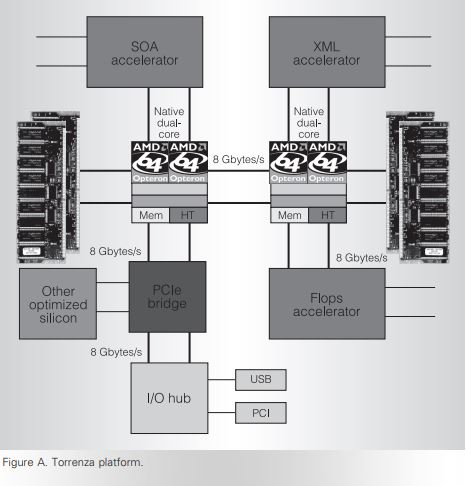 SOA
accelerator
XML
accelerator
Native
dual-
core
Native
dual-
core
AMD AMD
64 64
Opteron Opteron
8 Gbytes/s
AMD AMD
64 64
Opteron Opteron
Mem HT
Mem HT
8 Gbytes/s
8 Gbytes/s
Other
optimized
silicon
PCIe
bridge
Flops
accelerator
8 Gbytes/s
I/O hub
USB
PCI
Figure A. Torrenza platform.